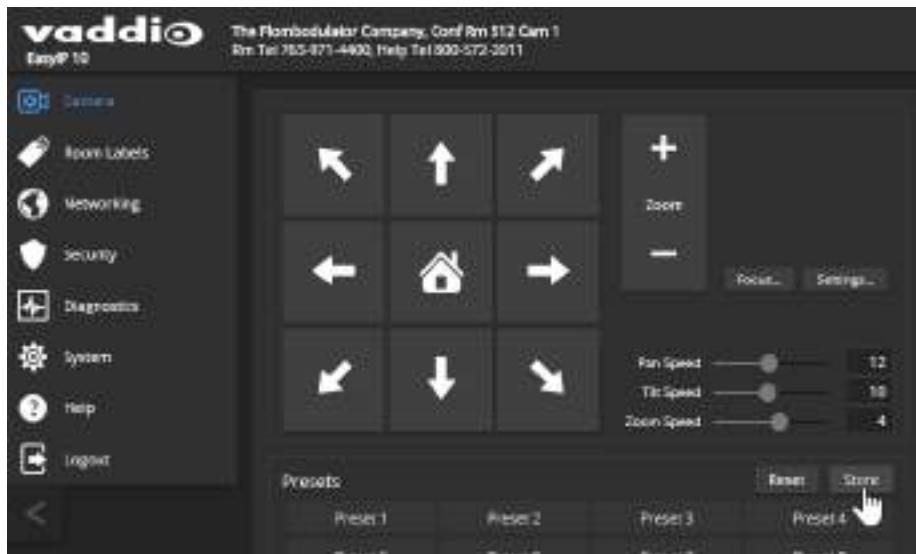 vaddio
EasyIP 10
The Flombodulator Company, Conf Rm 512 Cam 1
Rm Tel 765-971-4400, Help Tel 800-572-2011
Camera
Room Labels
Networking
Security
Diagnostics
System
Help
Logout
Zoom
Focus... Settings...
Pan Speed 12
Tilt Speed 10
Zoom Speed 4
Presets Reset Store
Preset 1 Preset 2 Preset 3 Preset 4